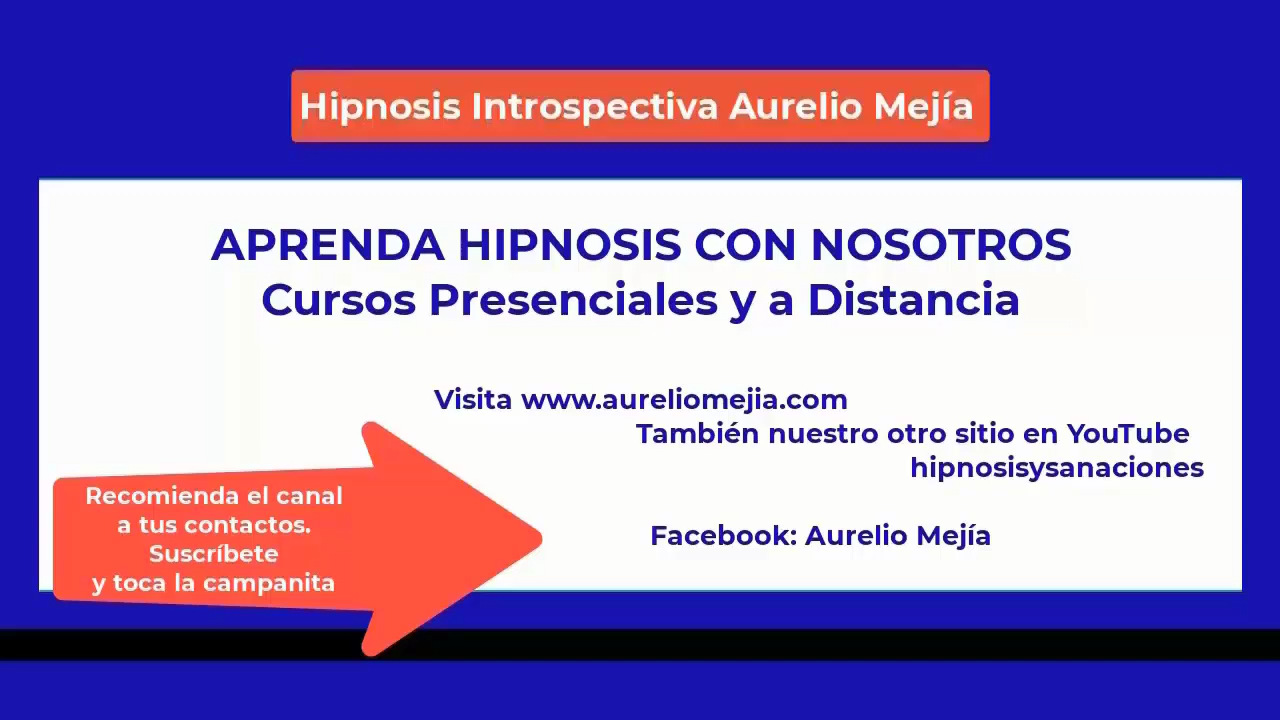 Hipnosis Introspectiva Aurelio Mejía
APRENDA HIPNOSIS CON NOSOTROS
Cursos Presenciales y a Distancia
Visita www.aureliomejia.com
También nuestro otro sitio en YouTube
hipnosisysanaciones
Facebook: Aurelio Mejía
Recomienda el canal
a tus contactos.
Suscríbete
y toca la campanita